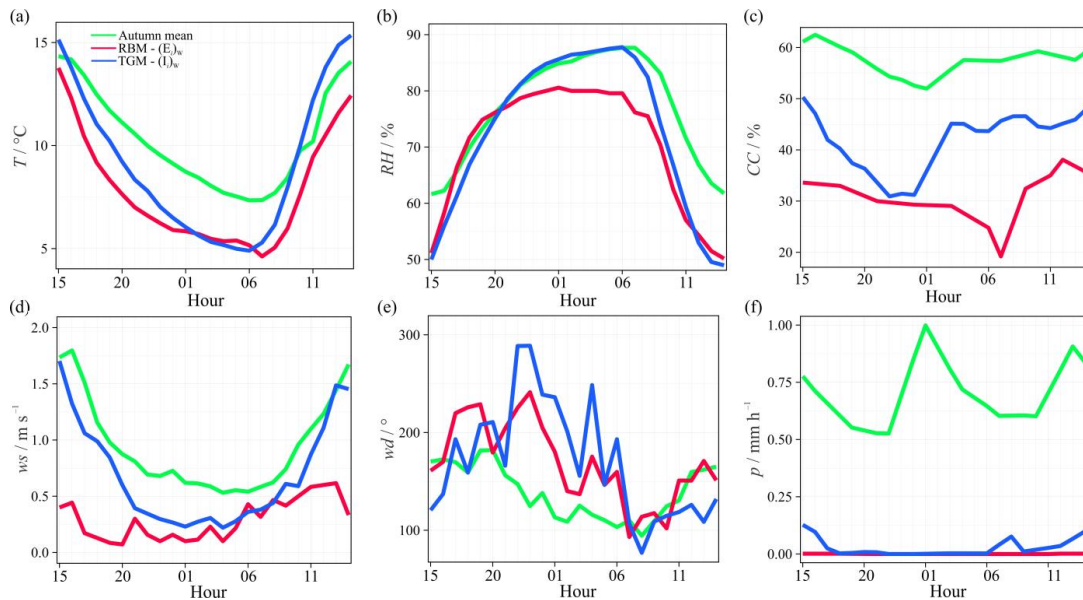 (a)
Autumn mean
RBM - (Eᵢ)w
TGM - (Iᵢ)w
T / °C
15
10
5
15 20 01 06 11
Hour
(b)
RH / %
90
80
70
60
50
15 20 01 06 11
Hour
(c)
CC / %
60
50
40
30
20
15 20 01 06 11
Hour
(d)
ws / m s⁻¹
2.0
1.5
1.0
0.5
0.0
15 20 01 06 11
Hour
(e)
wd / °
300
200
100
15 20 01 06 11
Hour
(f)
p / mm h⁻¹
1.00
0.75
0.50
0.25
0.00
15 20 01 06 11
Hour